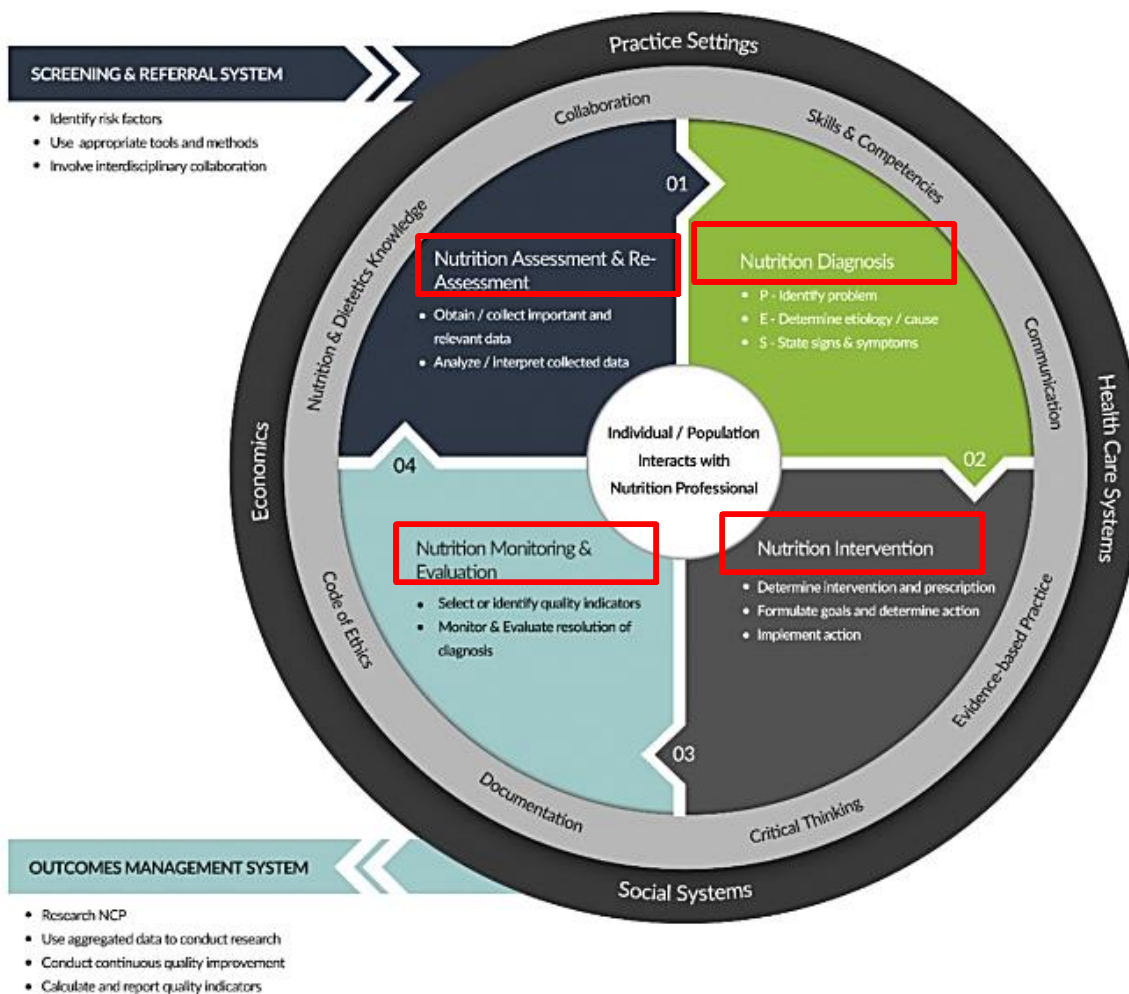 Practice Settings
SCREENING & REFERRAL SYSTEM
• Identify risk factors
• Use appropriate tools and methods
• Involve interdisciplinary collaboration
Collaboration
Skills & Competencies
Nutrition & Dietetics Knowledge
Communication
Economics
Health Care Systems
01
Nutrition Assessment & Re-
Assessment
• Obtain / collect important and
relevant data
• Analyze / interpret collected data
Nutrition Diagnosis
• P - Identify problem
• E - Determine etiology / cause
• S - State signs & symptoms
Individual / Population
Interacts with
Nutrition Professional
04
02
Nutrition Monitoring &
Evaluation
• Select or identify quality indicators
• Monitor & Evaluate resolution of
diagnosis
Nutrition Intervention
• Determine intervention and prescription
• Formulate goals and determine action
• Implement action
03
Code of Ethics
Evidence-based Practice
Documentation
Critical Thinking
Social Systems
OUTCOMES MANAGEMENT SYSTEM
• Research NCP
• Use aggregated data to conduct research
• Conduct continuous quality improvement
• Calculate and report quality indicators